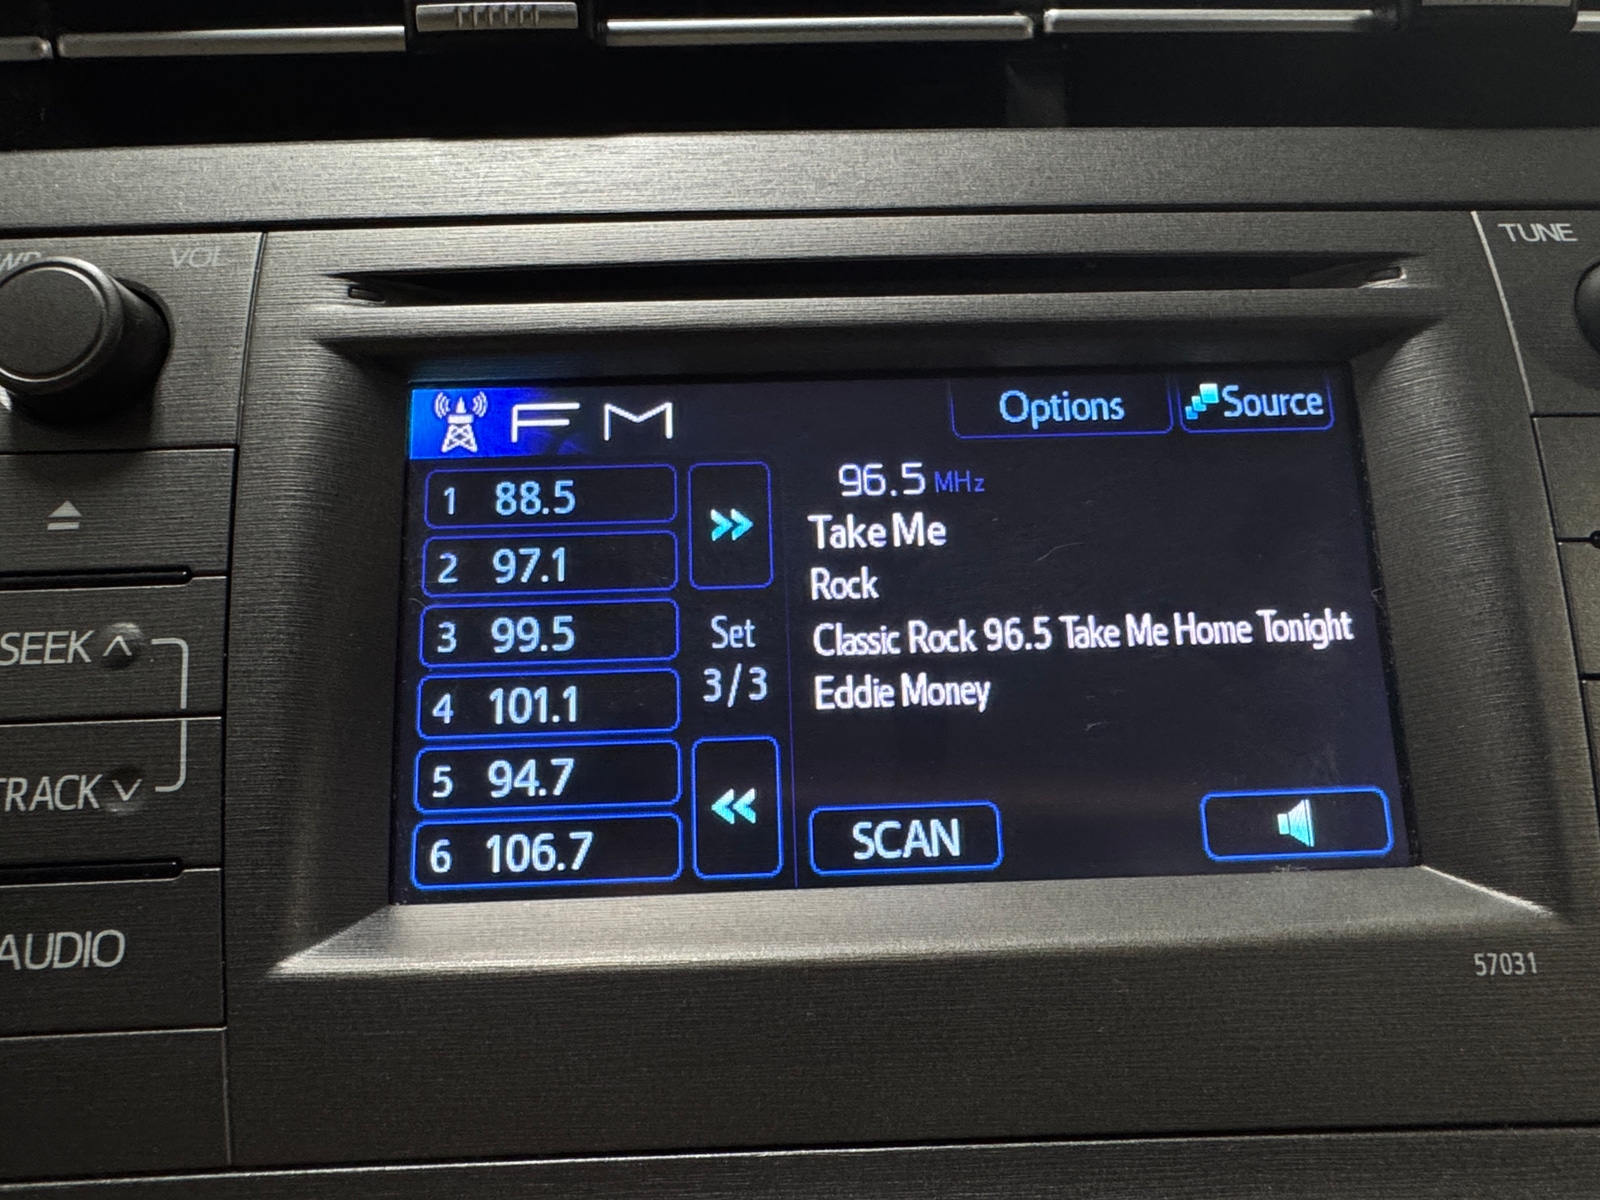 VOL
TUNE
FM
Options
Source
1 88.5
2 97.1
3 99.5
4 101.1
5 94.7
6 106.7
Set
3/3
96.5 MHz
Take Me
Rock
Classic Rock 96.5 Take Me Home Tonight
Eddie Money
SCAN
SEEK
TRACK
AUDIO
57031